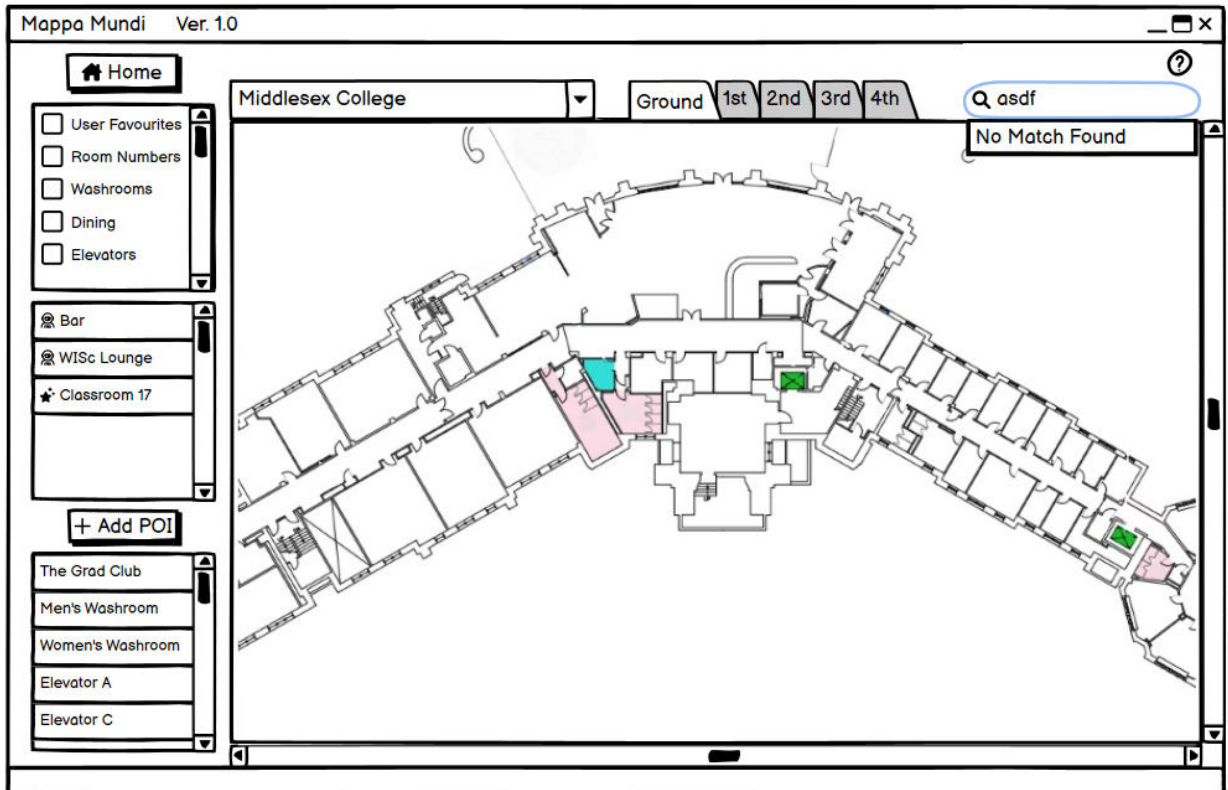 Mappa Mundi Ver. 1.0
Home
Middlesex College
Ground 1st 2nd 3rd 4th
asdf
No Match Found
User Favourites
Room Numbers
Washrooms
Dining
Elevators
Bar
WISc Lounge
Classroom 17
+ Add POI
The Grad Club
Men's Washroom
Women's Washroom
Elevator A
Elevator C